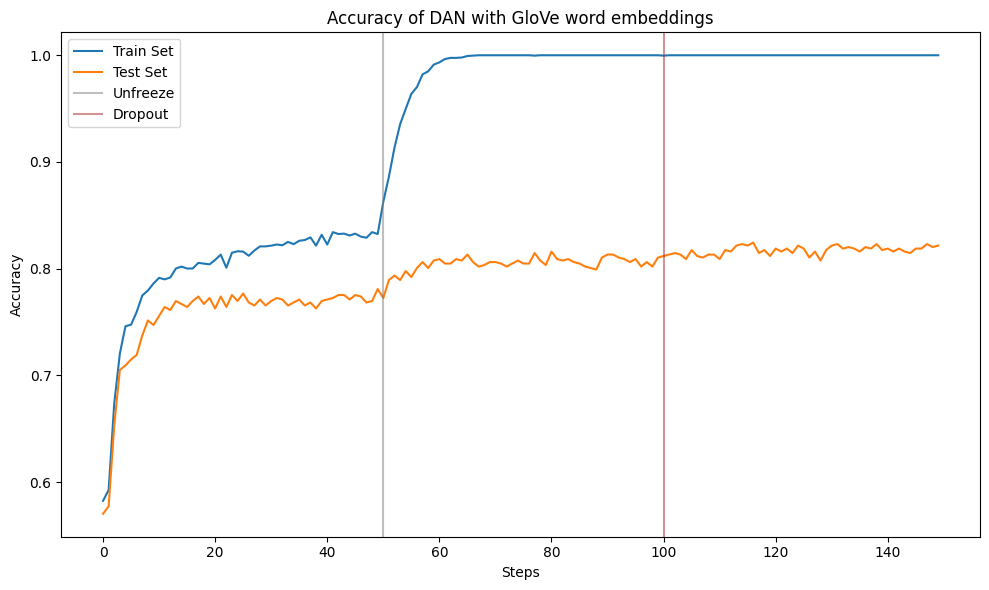 Accuracy of DAN with GloVe word embeddings
Train Set
Test Set
Unfreeze
Dropout
1.0
0.9
0.8
0.7
0.6
Accuracy
0 20 40 60 80 100 120 140
Steps